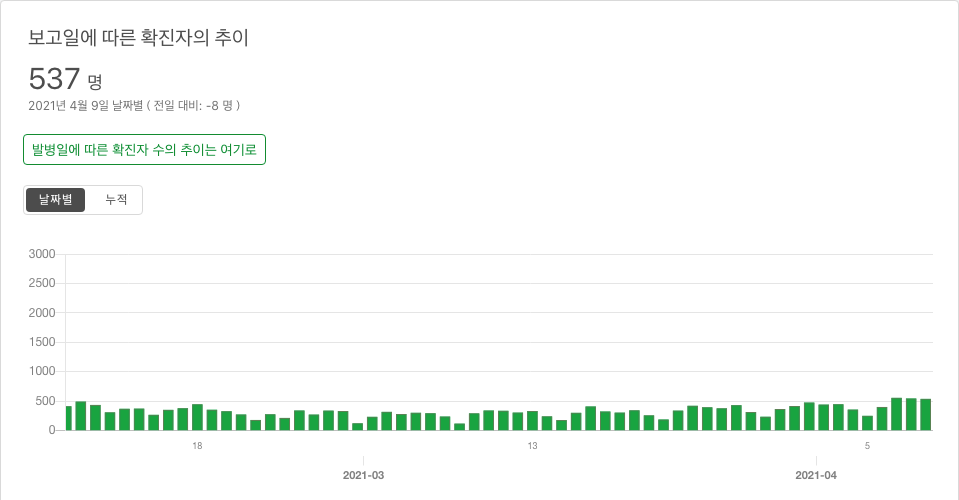 보고일에 따른 확진자의 추이
537 명
2021년 4월 9일 날짜별 ( 전일 대비: -8 명 )
발병일에 따른 확진자 수의 추이는 여기로
날짜별 누적
3000
2500
2000
1500
1000
500
0
18 13 5
2021-03 2021-04